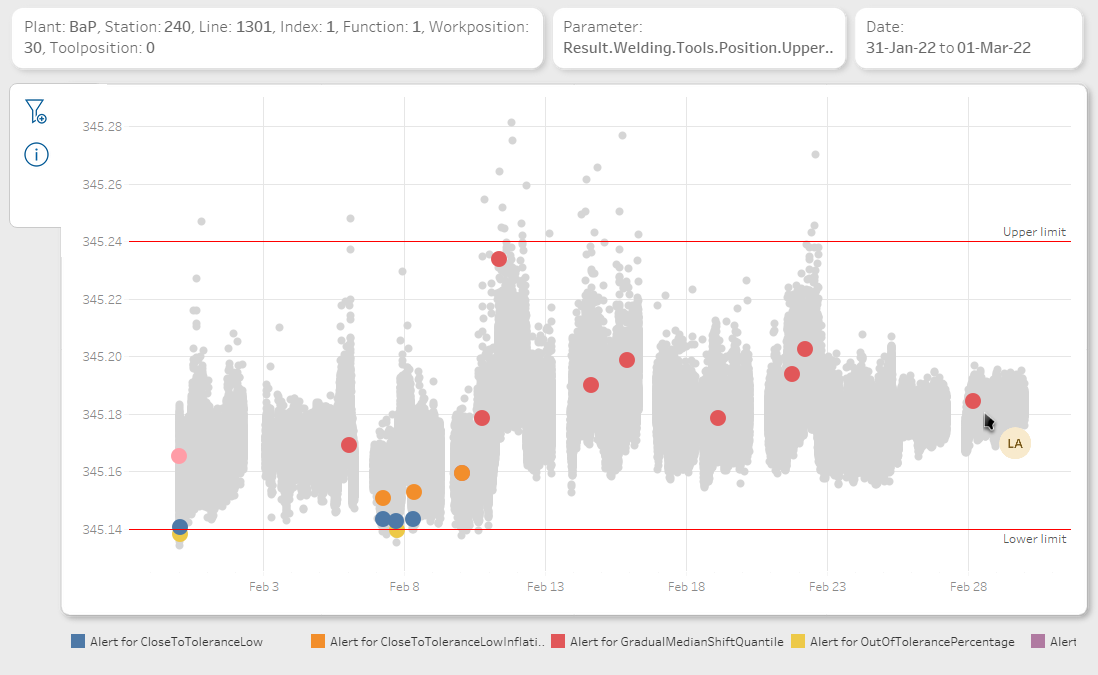 Plant: BaP, Station: 240, Line: 1301, Index: 1, Function: 1, Workposition:
30, Toolposition: 0
Parameter:
Result.Welding.Tools.Position.Upper..
Date:
31-Jan-22 to 01-Mar-22
345.28
345.26
345.24
345.22
345.20
345.18
345.16
345.14
Upper limit
LA
Lower limit
Feb 3
Feb 8
Feb 13
Feb 18
Feb 23
Feb 28
Alert for CloseToToleranceLow
Alert for CloseToToleranceLowInflati..
Alert for GradualMedianShiftQuantile
Alert for OutOfTolerancePercentage
Alert